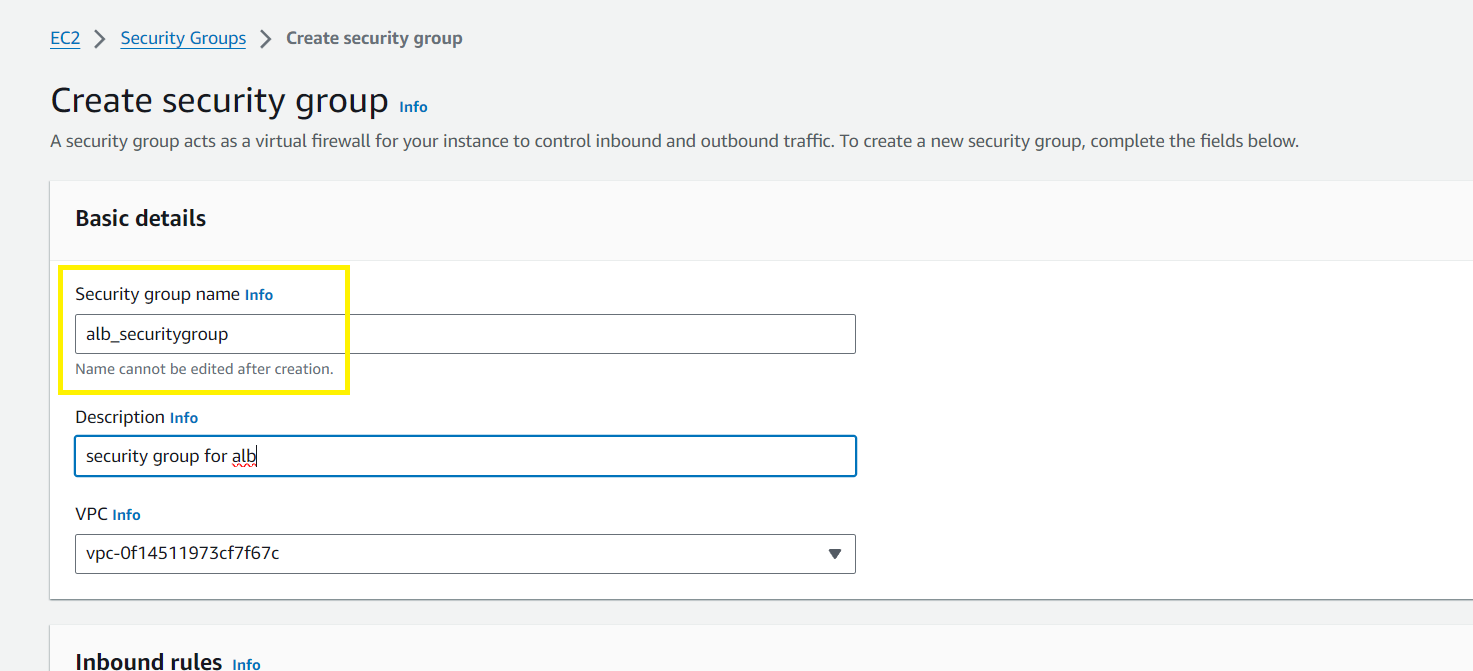 EC2 > Security Groups > Create security group
Create security group Info
A security group acts as a virtual firewall for your instance to control inbound and outbound traffic. To create a new security group, complete the fields below.
Basic details
Security group name Info
alb_securitygroup
Name cannot be edited after creation.
Description Info
security group for alb
VPC Info
vpc-0f14511973cf7f67c
Inbound rules Info